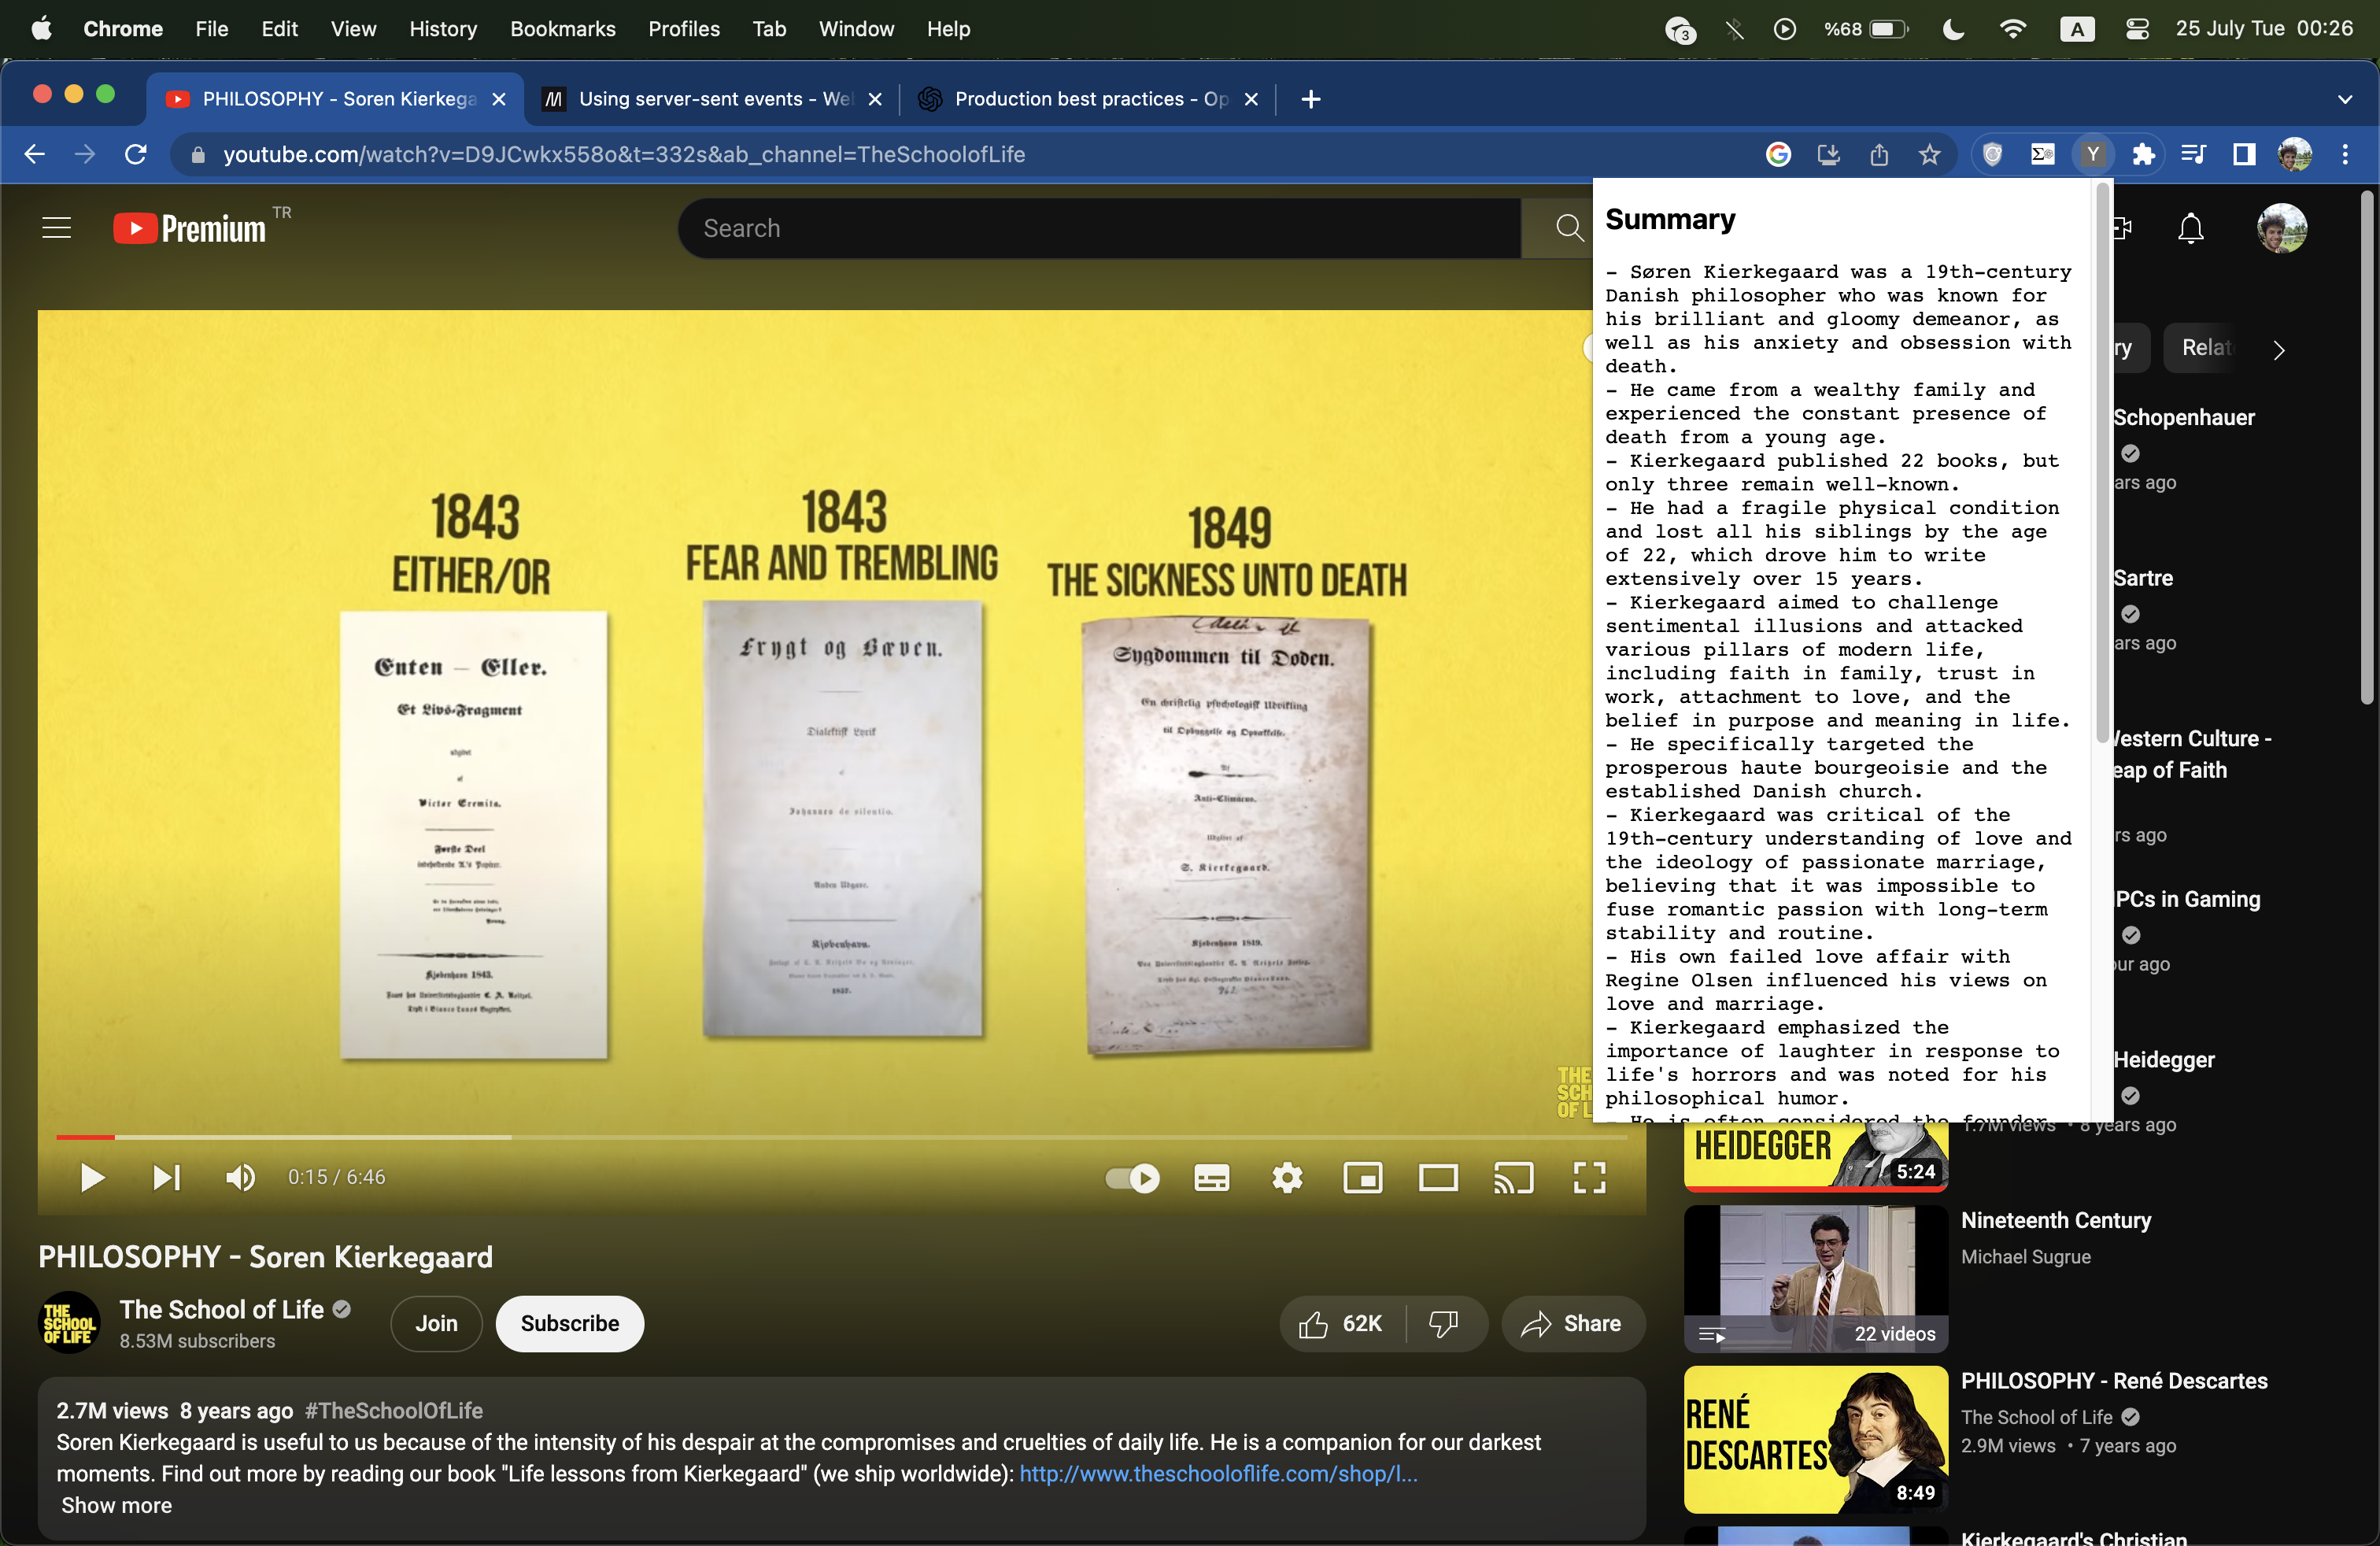 Chrome File Edit View History Bookmarks Profiles Tab Window Help
3 %68 A 25 July Tue 00:26
PHILOSOPHY - Soren Kierkega
Using server-sent events - We
Production best practices - Op
youtube.com/watch?v=D9JCwkx558o&t=332s&ab_channel=TheSchoolofLife
Y
Premium TR
Search
1843
EITHER/OR
1843
FEAR AND TREMBLING
1849
THE SICKNESS UNTO DEATH
Enten – Eller.
Et Livs-Fragment
udgivet
af
Victor Eremita.
Første Deel
indeholdende A.'s Papirer.
Kjøbenhavn 1843.
Frygt og Bæven.
Dialektisk Lyrik
af
Johannes de silentio.
Anden Udgave.
Kjøbenhavn.
1857.
Sygdommen til Døden.
En christelig psychologisk Udvikling
til Opbyggelse og Opvækkelse.
Af
Anti-Climacus.
Udgivet af
S. Kierkegaard.
Kjøbenhavn 1849.
THE
SCH
OF L
0:15 / 6:46
Summary
- Søren Kierkegaard was a 19th-century
Danish philosopher who was known for
his brilliant and gloomy demeanor, as
well as his anxiety and obsession with
death.
- He came from a wealthy family and
experienced the constant presence of
death from a young age.
- Kierkegaard published 22 books, but
only three remain well-known.
- He had a fragile physical condition
and lost all his siblings by the age
of 22, which drove him to write
extensively over 15 years.
- Kierkegaard aimed to challenge
sentimental illusions and attacked
various pillars of modern life,
including faith in family, trust in
work, attachment to love, and the
belief in purpose and meaning in life.
- He specifically targeted the
prosperous haute bourgeoisie and the
established Danish church.
- Kierkegaard was critical of the
19th-century understanding of love and
the ideology of passionate marriage,
believing that it was impossible to
fuse romantic passion with long-term
stability and routine.
- His own failed love affair with
Regine Olsen influenced his views on
love and marriage.
- Kierkegaard emphasized the
importance of laughter in response to
life's horrors and was noted for his
philosophical humor.
- He is often considered the founder
ry
Relat
Schopenhauer
ars ago
Sartre
ars ago
Western Culture -
eap of Faith
rs ago
NPCs in Gaming
our ago
Heidegger
1.7M views • 8 years ago
HEIDEGGER
5:24
Nineteenth Century
Michael Sugrue
22 videos
PHILOSOPHY - René Descartes
The School of Life
2.9M views • 7 years ago
RENÉ
DESCARTES
8:49
Kierkegaard's Christian
PHILOSOPHY - Soren Kierkegaard
THE
SCHOOL
OF LIFE
The School of Life
8.53M subscribers
Join
Subscribe
62K
Share
2.7M views 8 years ago #TheSchoolOfLife
Soren Kierkegaard is useful to us because of the intensity of his despair at the compromises and cruelties of daily life. He is a companion for our darkest
moments. Find out more by reading our book "Life lessons from Kierkegaard" (we ship worldwide): http://www.theschooloflife.com/shop/l...
Show more